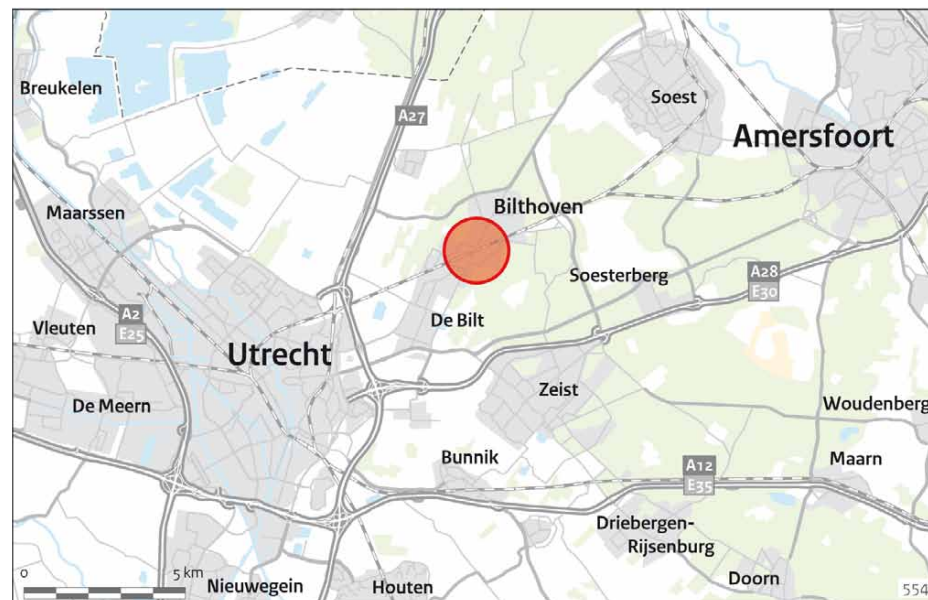 Breukelen
Soest
A27
Amersfoort
Maarssen
Bilthoven
Soesterberg
A28
E30
A2
E25
Vleuten
De Bilt
Utrecht
Zeist
De Meern
Woudenberg
Bunnik
A12
E35
Maarn
Driebergen-
Rijsenburg
0
5 km
Nieuwegein
Houten
Doorn
554